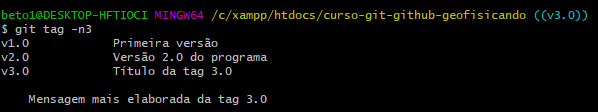 beto1@DESKTOP-HFTIOCI MINGW64 /c/xampp/htdocs/curso-git-github-geofisicando ((v3.0))
$ git tag -n3
v1.0 Primeira versão
v2.0 Versão 2.0 do programa
v3.0 Título da tag 3.0
Mensagem mais elaborada da tag 3.0